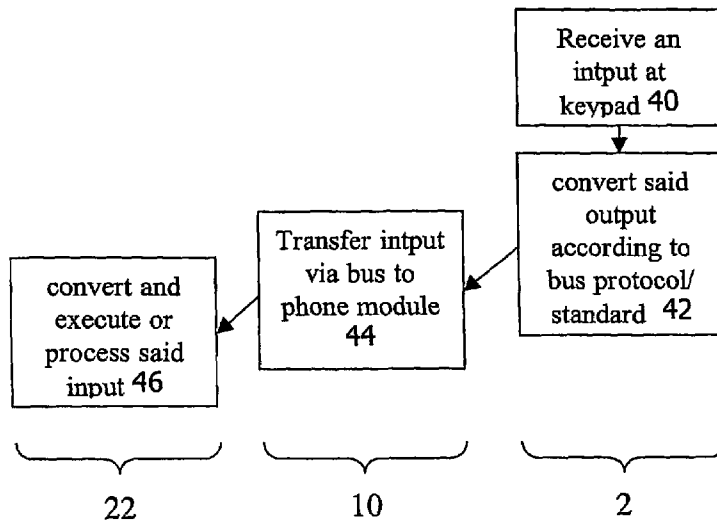 Receive an
intput at
keypad 40
convert said
output
according to
bus protocol/
standard 42
Transfer intput
via bus to
phone module
44
convert and
execute or
process said
input 46
22
10
2